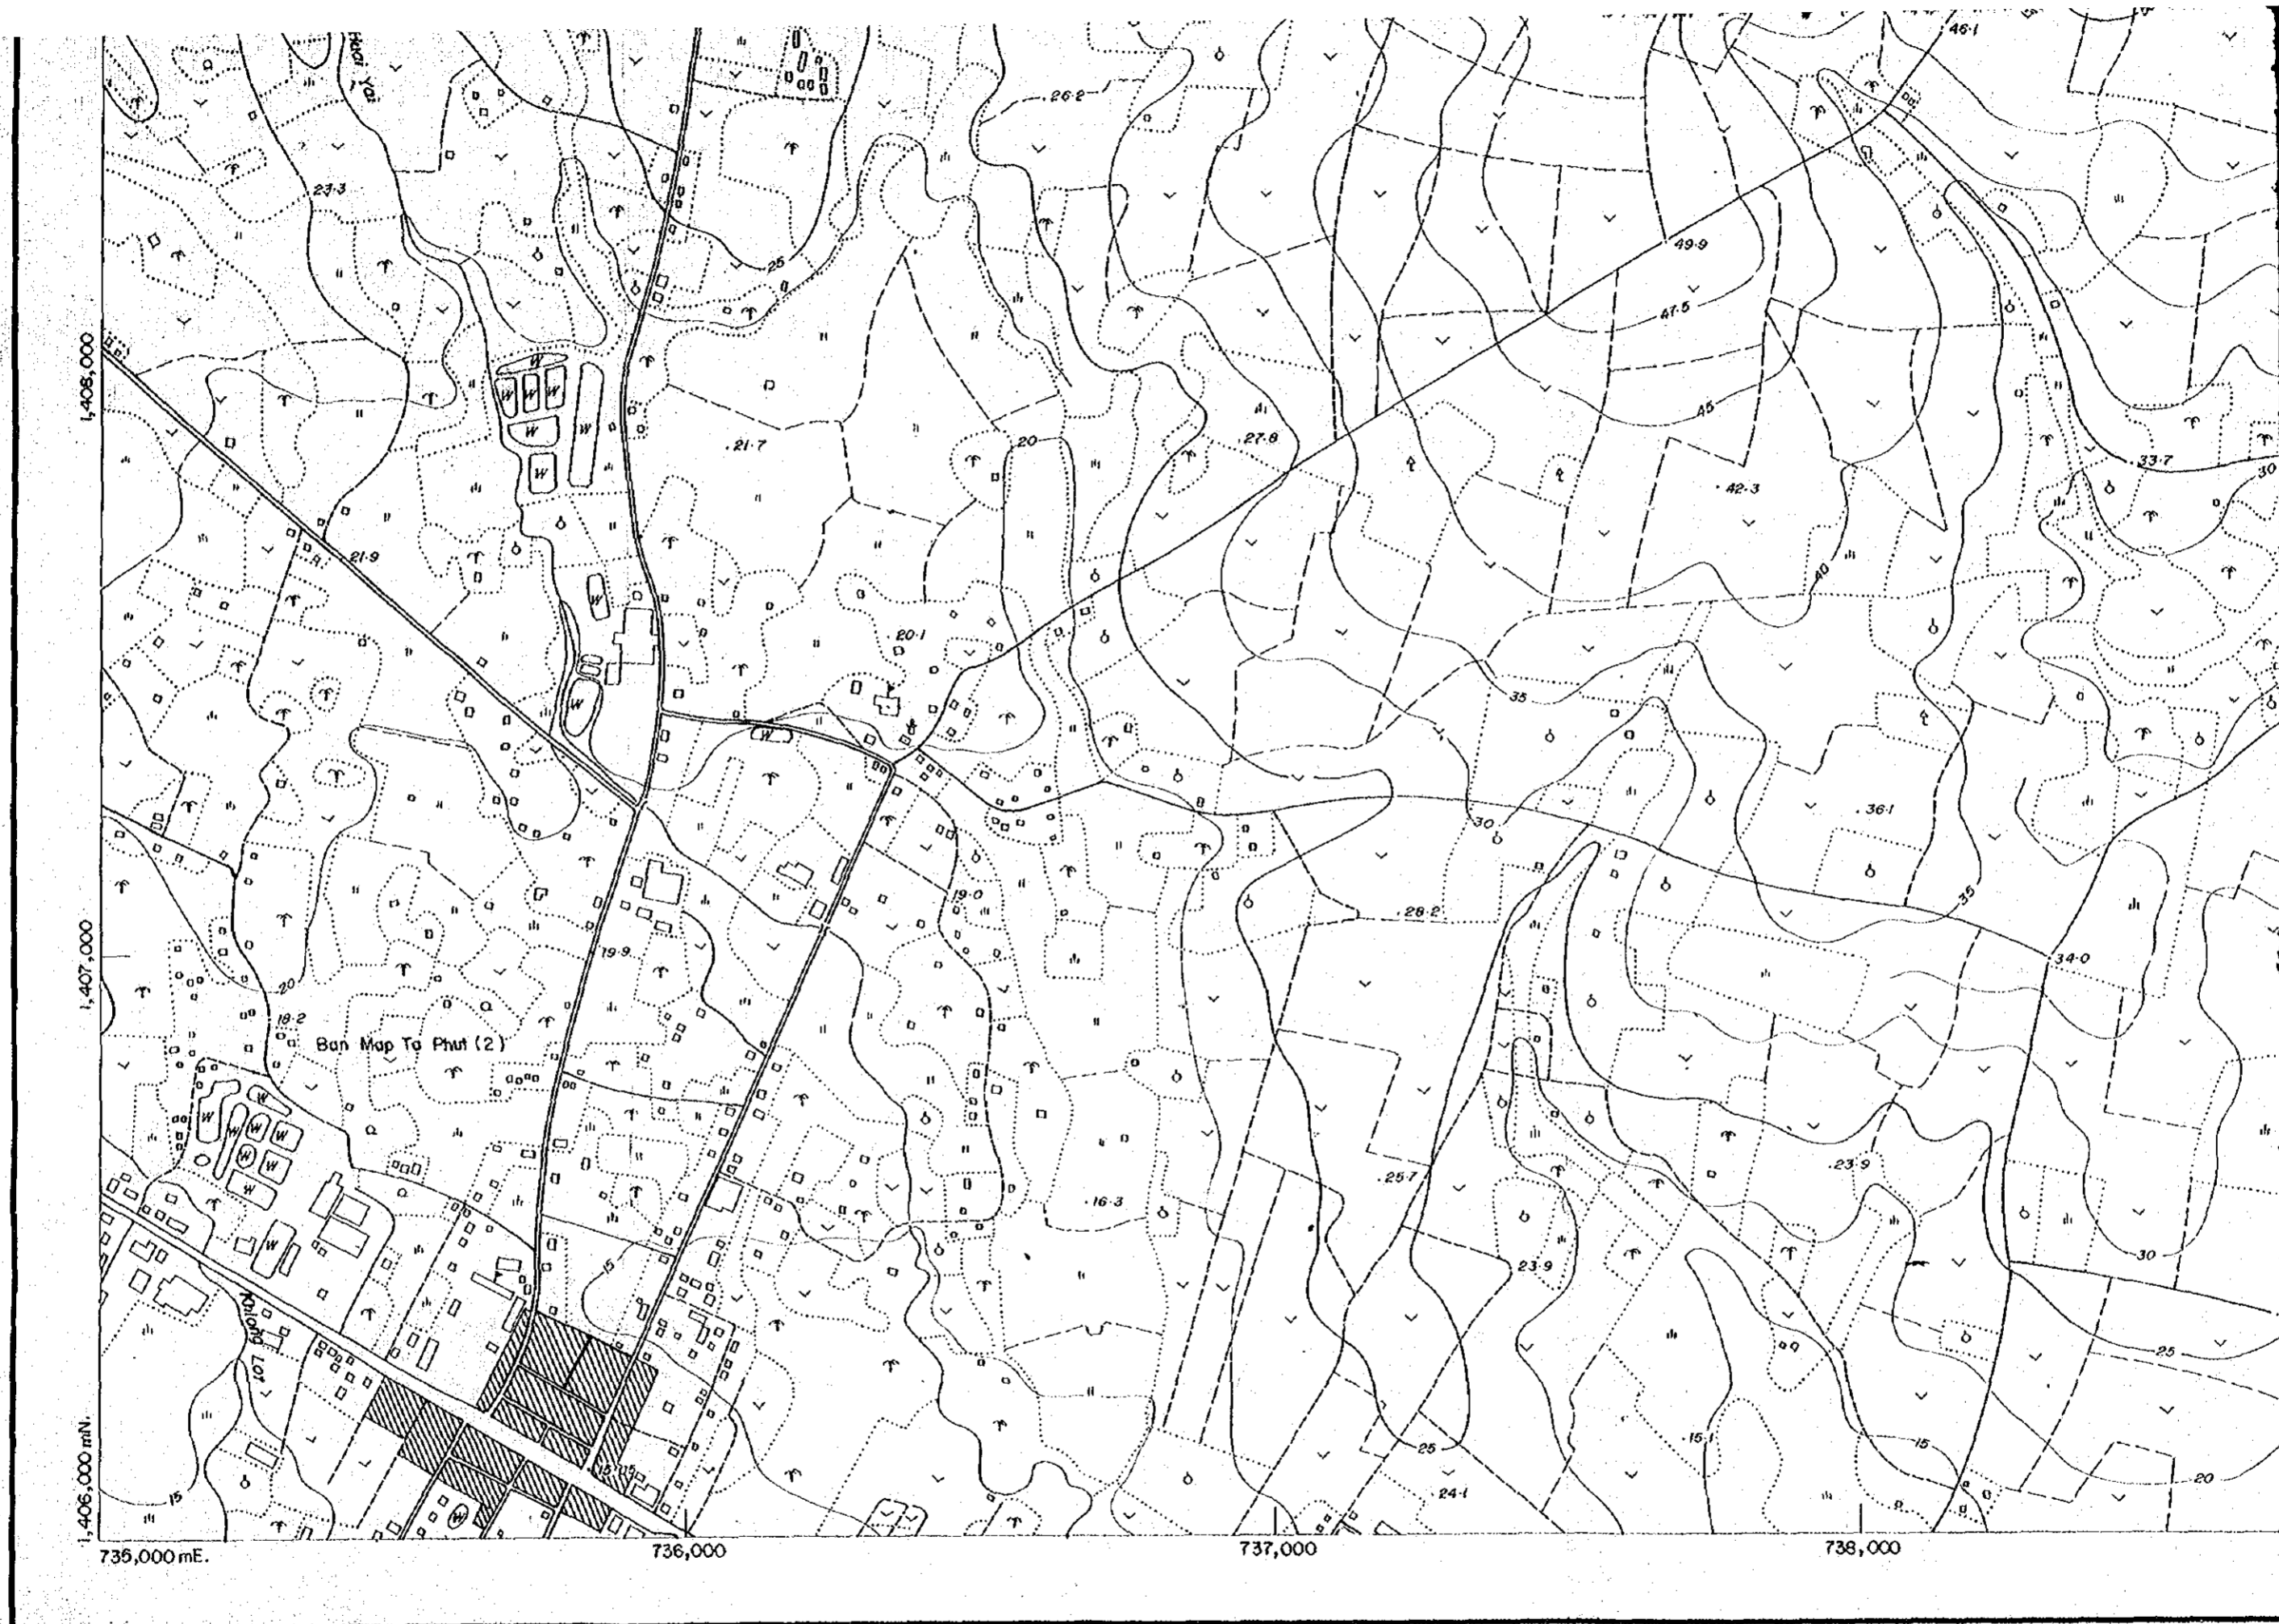 46·1
Huai Yai
26·2
23·3
49·9
25
47·5
1,408,000
45
21·7
20
27·8
33·7
30
42·3
21·9
40
20·1
35
W
W
W
W
W
W
W
W
W
W
30
36·1
35
19·0
28·2
1,407,000
19·9
34·0
20
18·2
Ban Map Ta Phut (2)
W
W
W
W
W
W
W
W
25·7
23·9
16·3
30
W
15
23·9
Khlong Lot
25
25
15·1
15
15
20
24·1
W
1,406,000 mN.
735,000 mE.
736,000
737,000
738,000